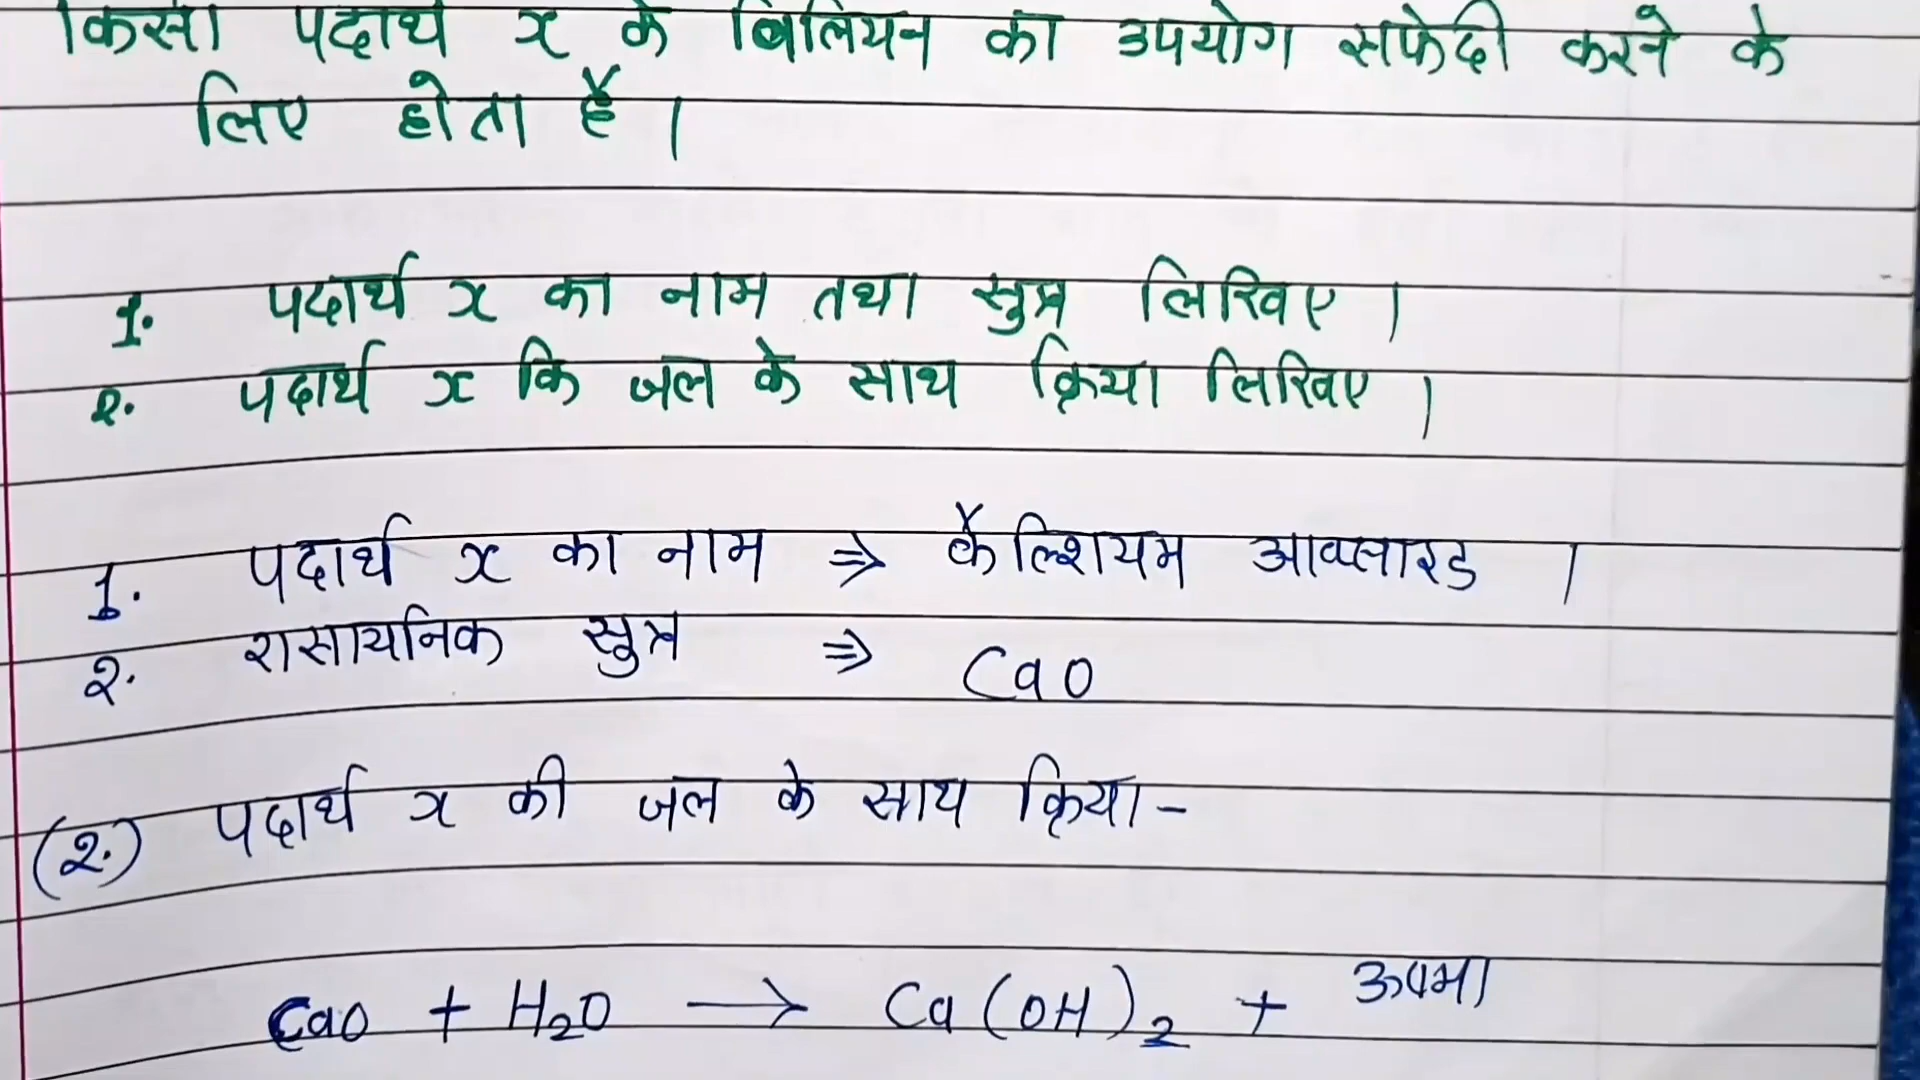 किसी पदार्थ x के विलियन का उपयोग सफेदी करने के
लिए होता है ।
1. पदार्थ x का नाम तथा सुत्र लिखिए ।
2. पदार्थ x कि जल के साथ क्रिया लिखिए ।
1. पदार्थ x का नाम ⇒ कैल्शियम आक्साइड ।
2. रासायनिक सुत्र ⇒ CaO
(2.) पदार्थ x की जल के साथ क्रिया -
CaO + H₂O ⟶ Ca(OH)₂ + ऊष्मा